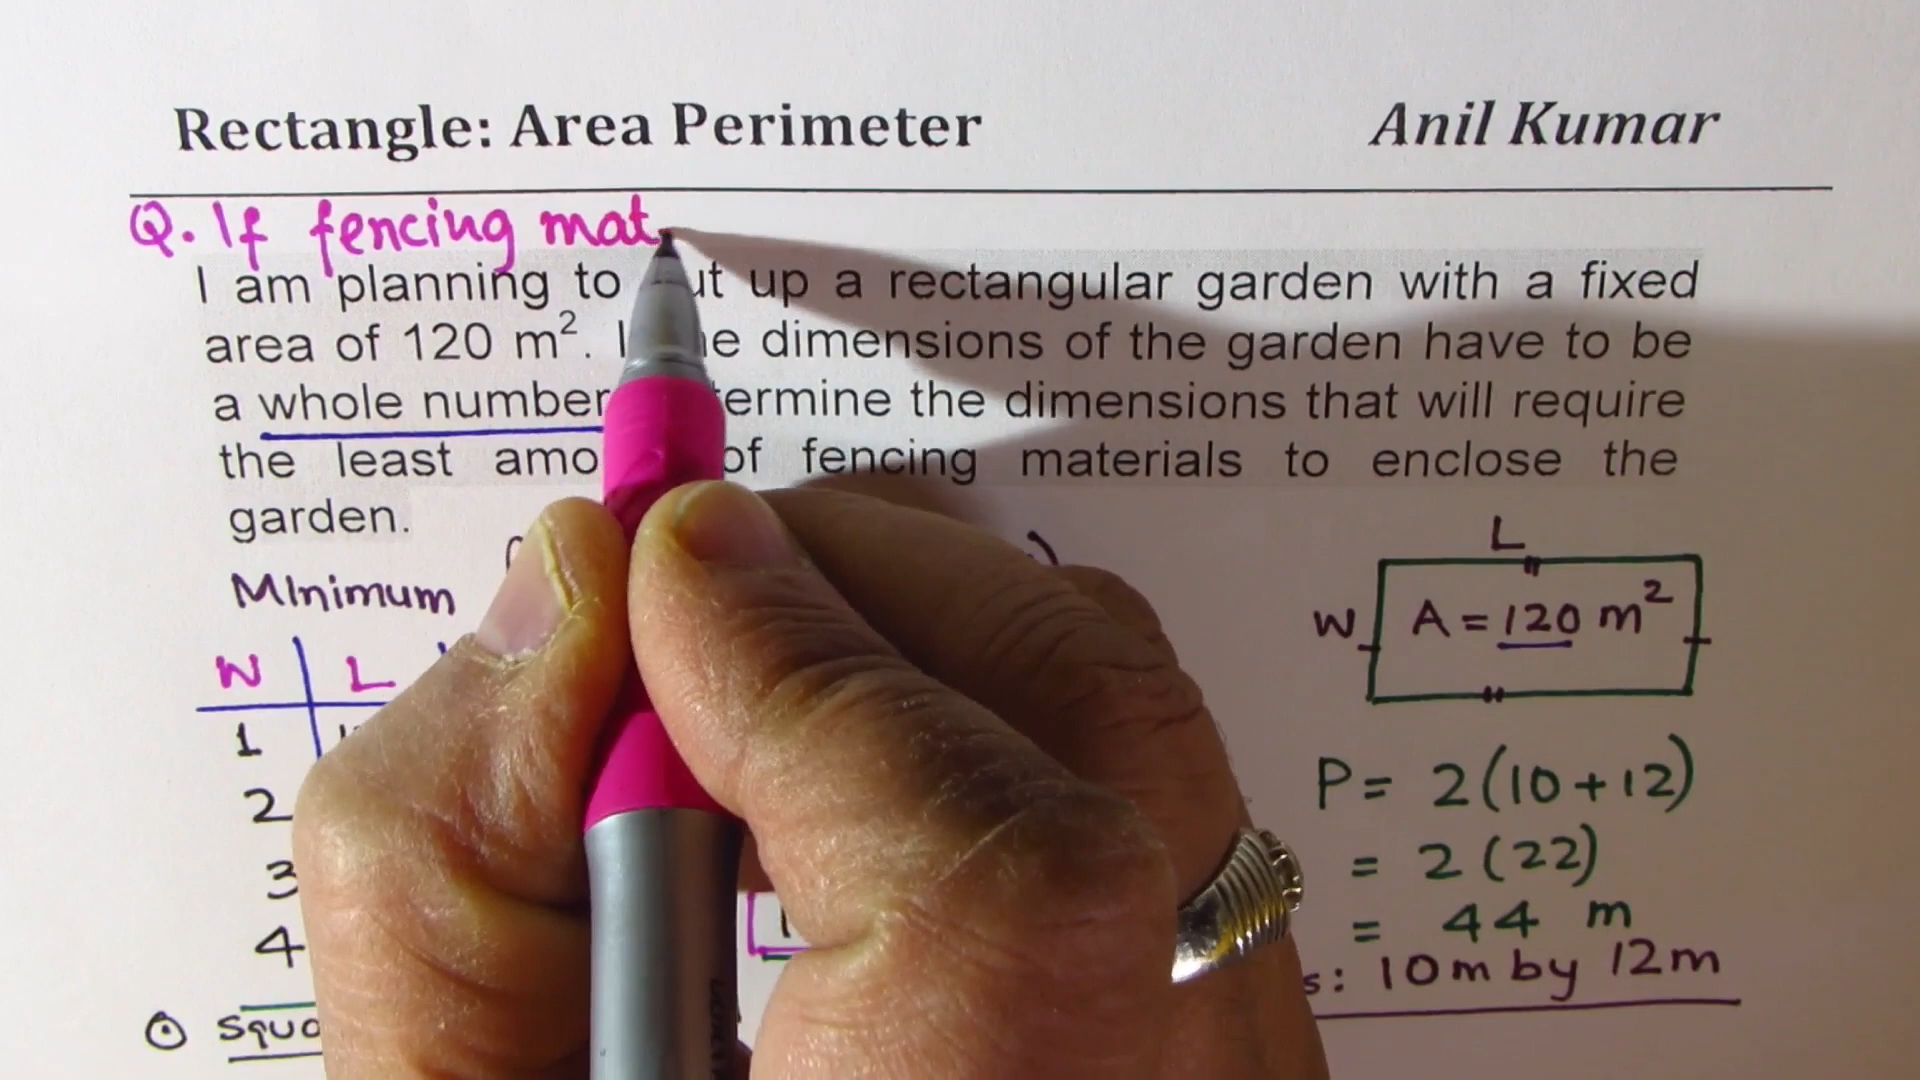 Rectangle: Area Perimeter Anil Kumar
Q. If fencing mat
I am planning to up a rectangular garden with a fixed
area of 120 m². dimensions of the garden have to be
a whole number the dimensions that will require
the least of fencing materials to enclose the
garden.
MInimum
L
W A = 120 m²
W L
1
2
3
4
P = 2(10+12)
= 2(22)
= 44 m
: 10m by 12m